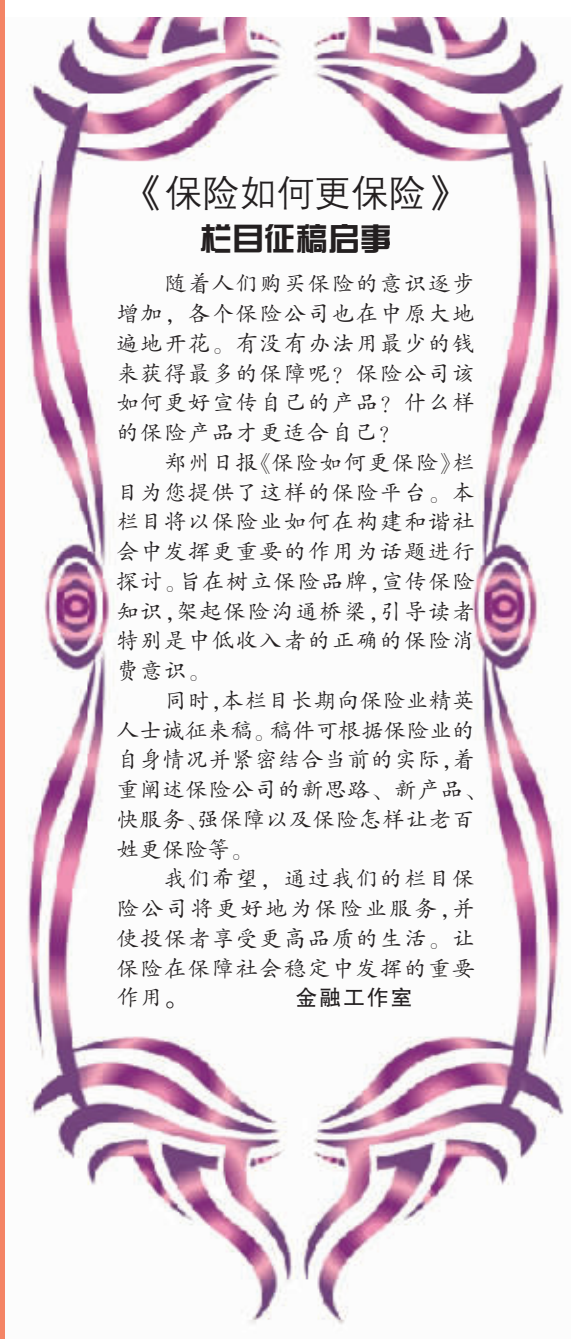 《保险如何更保险》
栏目征稿启事
随着人们购买保险的意识逐步
增加，各个保险公司也在中原大地
遍地开花。有没有办法用最少的钱
来获得最多的保障呢？保险公司该
如何更好宣传自己的产品？什么样
的保险产品才更适合自己？
郑州日报《保险如何更保险》栏
目为您提供了这样的保险平台。本
栏目将以保险业如何在构建和谐社
会中发挥更重要的作用为话题进行
探讨。旨在树立保险品牌,宣传保险
知识,架起保险沟通桥梁,引导读者
特别是中低收入者的正确的保险消
费意识。
同时,本栏目长期向保险业精英
人士诚征来稿。稿件可根据保险业的
自身情况并紧密结合当前的实际,着
重阐述保险公司的新思路、新产品、
快服务、强保障以及保险怎样让老百
姓更保险等。
我们希望，通过我们的栏目保
险公司将更好地为保险业服务,并
使投保者享受更高品质的生活。让
保险在保障社会稳定中发挥的重要
作用。 金融工作室